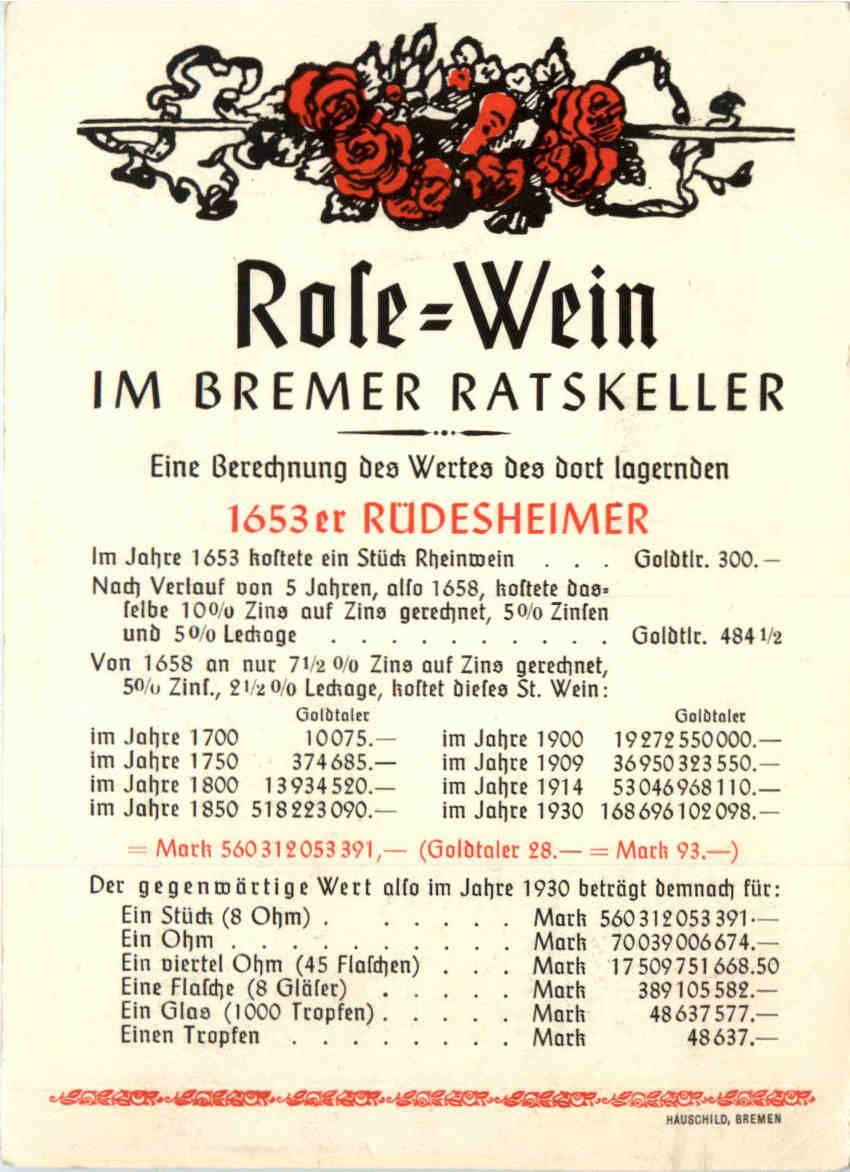 Roſe=Wein
IM BREMER RATSKELLER
Eine Berechnung des Wertes des dort lagernden
1653er RÜDESHEIMER
Im Jahre 1653 koſtete ein Stück Rheinwein . . . Goldtlr. 300.—
Nach Verlauf von 5 Jahren, alſo 1658, koſtete das=
ſelbe 10% Zins auf Zins gerechnet, 5% Zinſen
und 5% Leckage . . . . . . . . . . Goldtlr. 484 1/2
Von 1658 an nur 7 1/2 % Zins auf Zins gerechnet,
5% Zinſ., 2 1/2 % Leckage, koſtet dieſes St. Wein:
Goldtaler Goldtaler
im Jahre 1700 10075.— im Jahre 1900 19272550000.—
im Jahre 1750 374685.— im Jahre 1909 36950323550.—
im Jahre 1800 13934520.— im Jahre 1914 53046968110.—
im Jahre 1850 518223090.— im Jahre 1930 168696102098.—
= Mark 560312053391,— (Goldtaler 28.— = Mark 93.—)
Der gegenwärtige Wert alſo im Jahre 1930 beträgt demnach für:
Ein Stück (8 Ohm) . . . . . . Mark 560312053391.—
Ein Ohm . . . . . . . . . . Mark 70039006674.—
Ein viertel Ohm (45 Flaſchen) . . . Mark 17509751668.50
Eine Flaſche (8 Gläſer) . . . . . Mark 389105582.—
Ein Glas (1000 Tropfen) . . . . . Mark 48637577.—
Einen Tropfen . . . . . . . . Mark 48637.—
HAUSCHILD, BREMEN